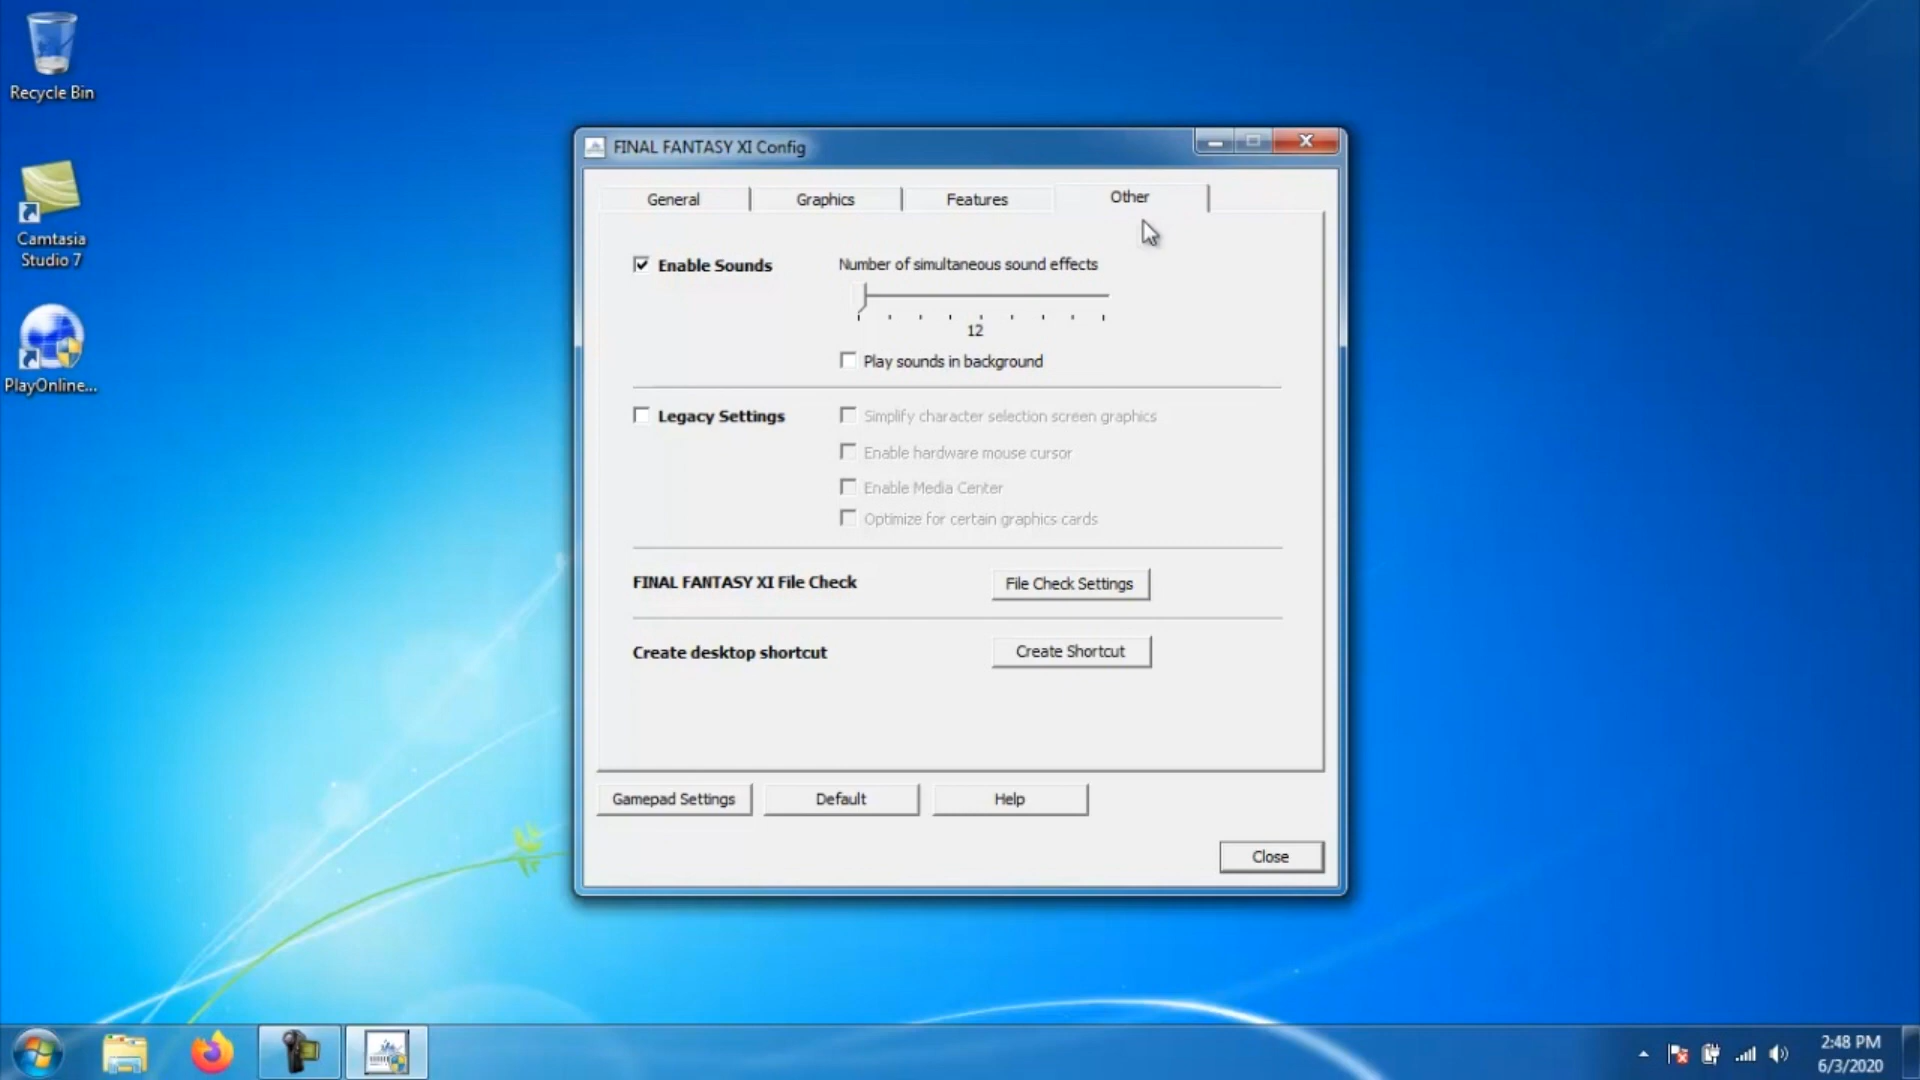 Recycle Bin
Camtasia
Studio 7
PlayOnline...
FINAL FANTASY XI Config
General
Graphics
Features
Other
Enable Sounds
Number of simultaneous sound effects
12
Play sounds in background
Legacy Settings
Simplify character selection screen graphics
Enable hardware mouse cursor
Enable Media Center
Optimize for certain graphics cards
FINAL FANTASY XI File Check
File Check Settings
Create desktop shortcut
Create Shortcut
Gamepad Settings
Default
Help
Close
2:48 PM
6/3/2020